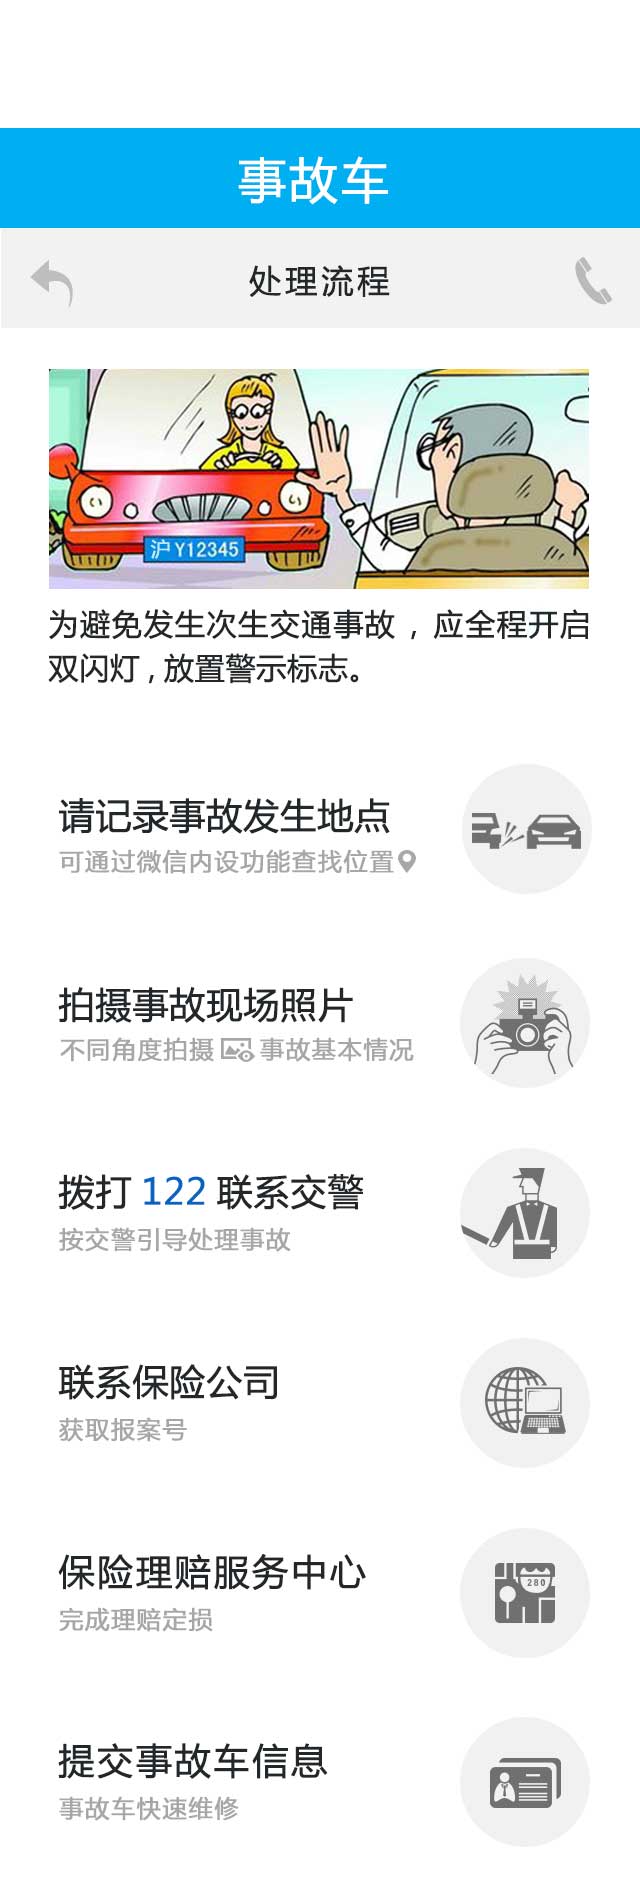 事故车
处理流程
沪Y12345
为避免发生次生交通事故，应全程开启
双闪灯，放置警示标志。
请记录事故发生地点
可通过微信内设功能查找位置
拍摄事故现场照片
不同角度拍摄 事故基本情况
拨打 122 联系交警
按交警引导处理事故
联系保险公司
获取报案号
保险理赔服务中心
完成理赔定损
280
提交事故车信息
事故车快速维修